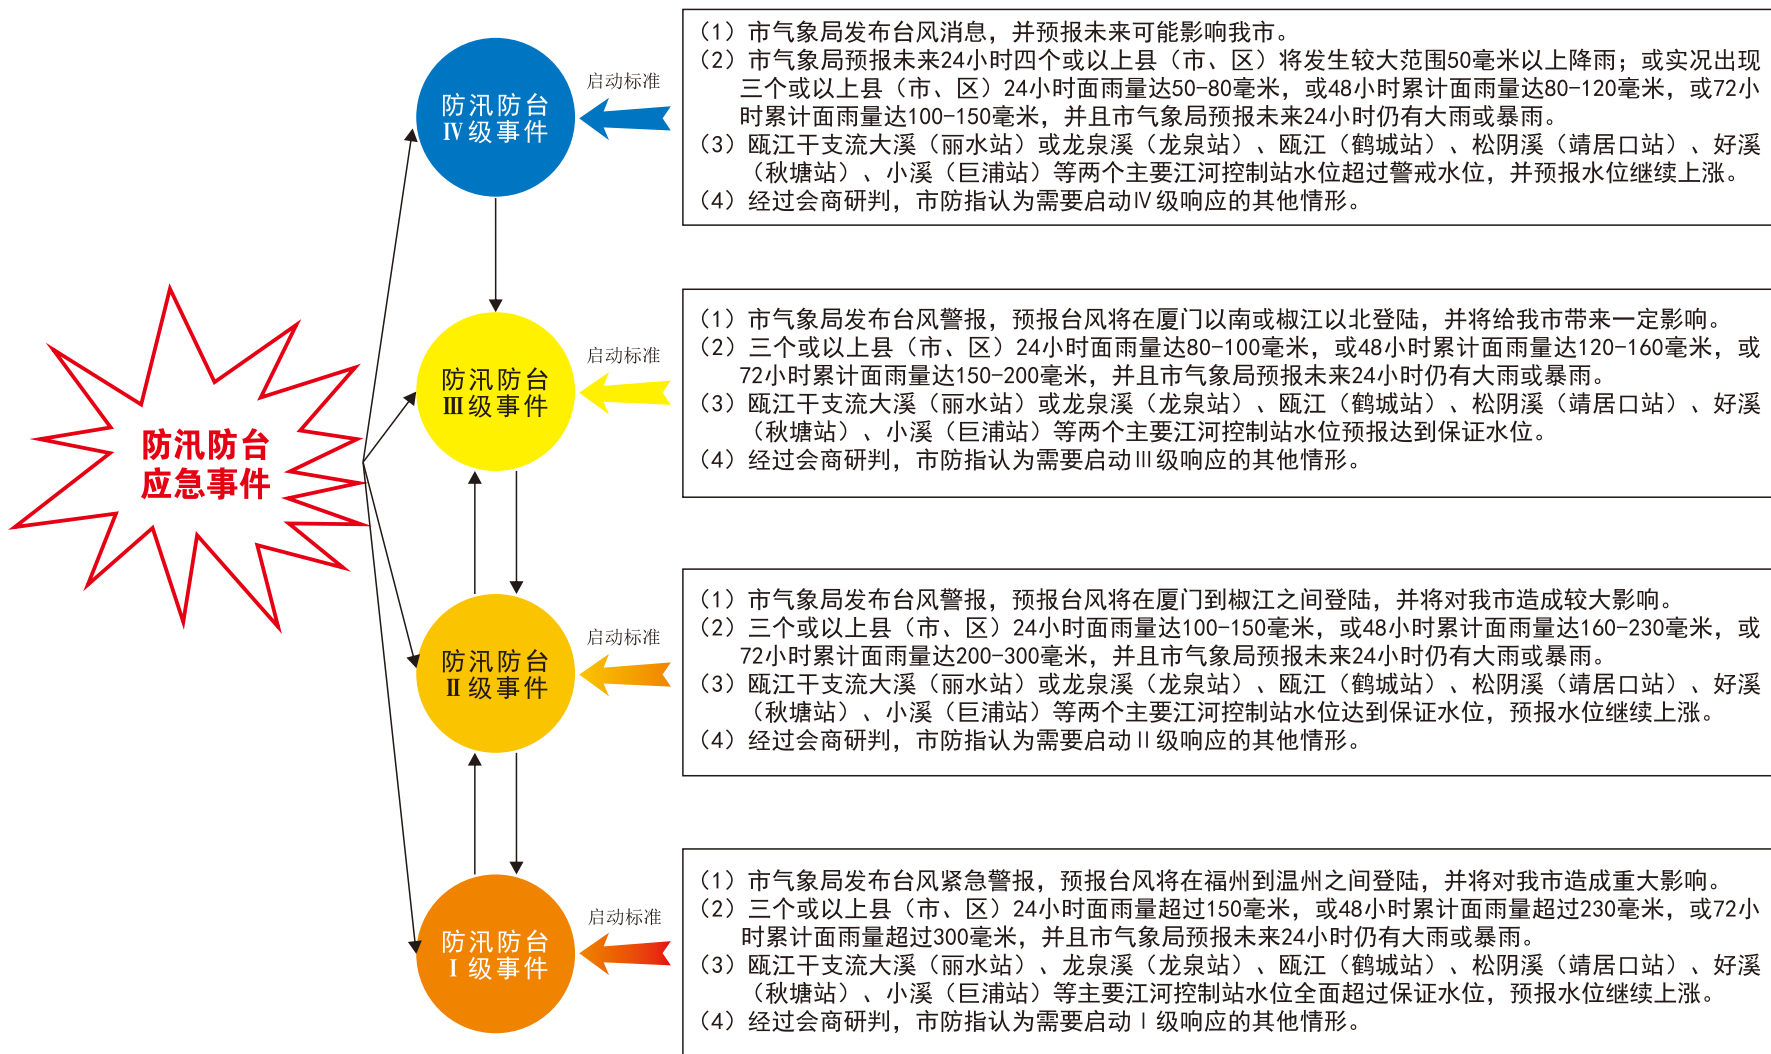 防汛防台
应急事件
防汛防台
Ⅳ级事件
启动标准
（1）市气象局发布台风消息，并预报未来可能影响我市。
（2）市气象局预报未来24小时四个或以上县（市、区）将发生较大范围50毫米以上降雨；或实况出现
三个或以上县（市、区）24小时面雨量达50-80毫米，或48小时累计面雨量达80-120毫米，或72小
时累计面雨量达100-150毫米，并且市气象局预报未来24小时仍有大雨或暴雨。
（3）瓯江干支流大溪（丽水站）或龙泉溪（龙泉站）、瓯江（鹤城站）、松阴溪（靖居口站）、好溪
（秋塘站）、小溪（巨浦站）等两个主要江河控制站水位超过警戒水位，并预报水位继续上涨。
（4）经过会商研判，市防指认为需要启动Ⅳ级响应的其他情形。
防汛防台
Ⅲ级事件
启动标准
（1）市气象局发布台风警报，预报台风将在厦门以南或椒江以北登陆，并将给我市带来一定影响。
（2）三个或以上县（市、区）24小时面雨量达80-100毫米，或48小时累计面雨量达120-160毫米，或
72小时累计面雨量达150-200毫米，并且市气象局预报未来24小时仍有大雨或暴雨。
（3）瓯江干支流大溪（丽水站）或龙泉溪（龙泉站）、瓯江（鹤城站）、松阴溪（靖居口站）、好溪
（秋塘站）、小溪（巨浦站）等两个主要江河控制站水位预报达到保证水位。
（4）经过会商研判，市防指认为需要启动Ⅲ级响应的其他情形。
防汛防台
Ⅱ级事件
启动标准
（1）市气象局发布台风警报，预报台风将在厦门到椒江之间登陆，并将对我市造成较大影响。
（2）三个或以上县（市、区）24小时面雨量达100-150毫米，或48小时累计面雨量达160-230毫米，或
72小时累计面雨量达200-300毫米，并且市气象局预报未来24小时仍有大雨或暴雨。
（3）瓯江干支流大溪（丽水站）或龙泉溪（龙泉站）、瓯江（鹤城站）、松阴溪（靖居口站）、好溪
（秋塘站）、小溪（巨浦站）等两个主要江河控制站水位达到保证水位，预报水位继续上涨。
（4）经过会商研判，市防指认为需要启动Ⅱ级响应的其他情形。
防汛防台
Ⅰ级事件
启动标准
（1）市气象局发布台风紧急警报，预报台风将在福州到温州之间登陆，并将对我市造成重大影响。
（2）三个或以上县（市、区）24小时面雨量超过150毫米，或48小时累计面雨量超过230毫米，或72小
时累计面雨量超过300毫米，并且市气象局预报未来24小时仍有大雨或暴雨。
（3）瓯江干支流大溪（丽水站）、龙泉溪（龙泉站）、瓯江（鹤城站）、松阴溪（靖居口站）、好溪
（秋塘站）、小溪（巨浦站）等主要江河控制站水位全面超过保证水位，预报水位继续上涨。
（4）经过会商研判，市防指认为需要启动Ⅰ级响应的其他情形。